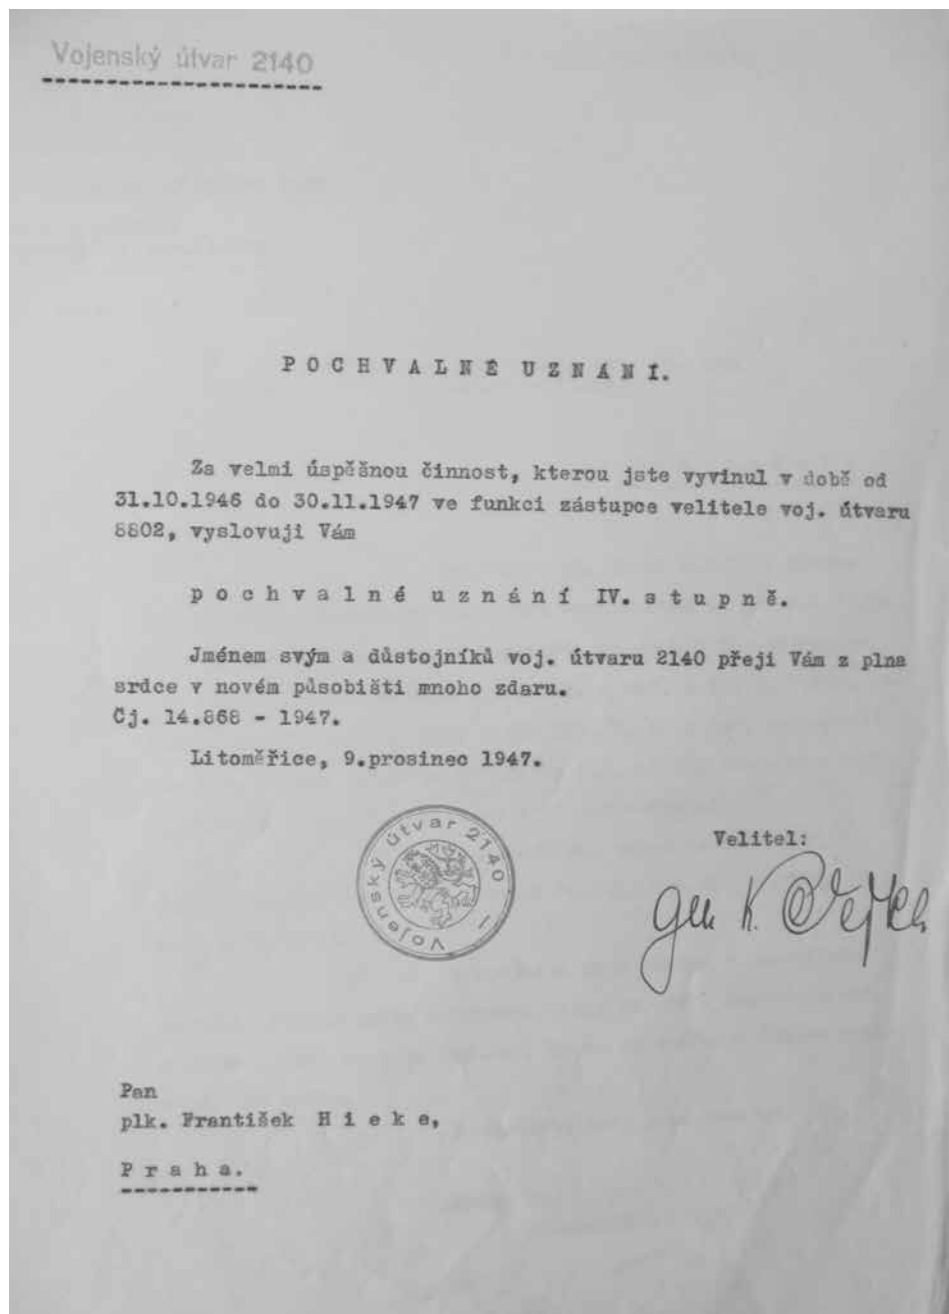 Vojenský útvar 2140
POCHVALNÉ UZNÁNÍ.
Za velmi úspěšnou činnost, kterou jste vyvinul v době od
31.10.1946 do 30.11.1947 ve funkci zástupce velitele voj. útvaru
8802, vyslovuji Vám
pochvalné uznání IV. stupně.
Jménem svým a důstojníků voj. útvaru 2140 přeji Vám z plna
srdce v novém působišti mnoho zdaru.
Čj. 14.868 - 1947.
Litoměřice, 9.prosinec 1947.
Vojenský útvar 2140 1
Velitel:
gen K.
Pan
plk. František Hieke,
Praha.